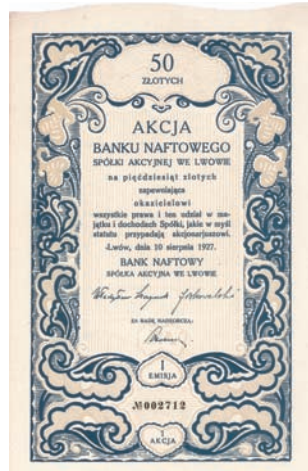 50
ZŁOTYCH
AKCJA
BANKU NAFTOWEGO
SPÓŁKI AKCYJNEJ WE LWOWIE
na pięćdziesiąt złotych
zapewniająca
okazicielowi
wszystkie prawa i ten udział w ma-
jątku i dochodach Spółki, jakie w myśl
statutu przypadają akcjonarjuszowi.
Lwów, dnia 10 sierpnia 1927.
BANK NAFTOWY
SPÓŁKA AKCYJNA WE LWOWIE
ZA RADĘ NADZORCZĄ:
1
EMISJA
№002712
1
AKCJA